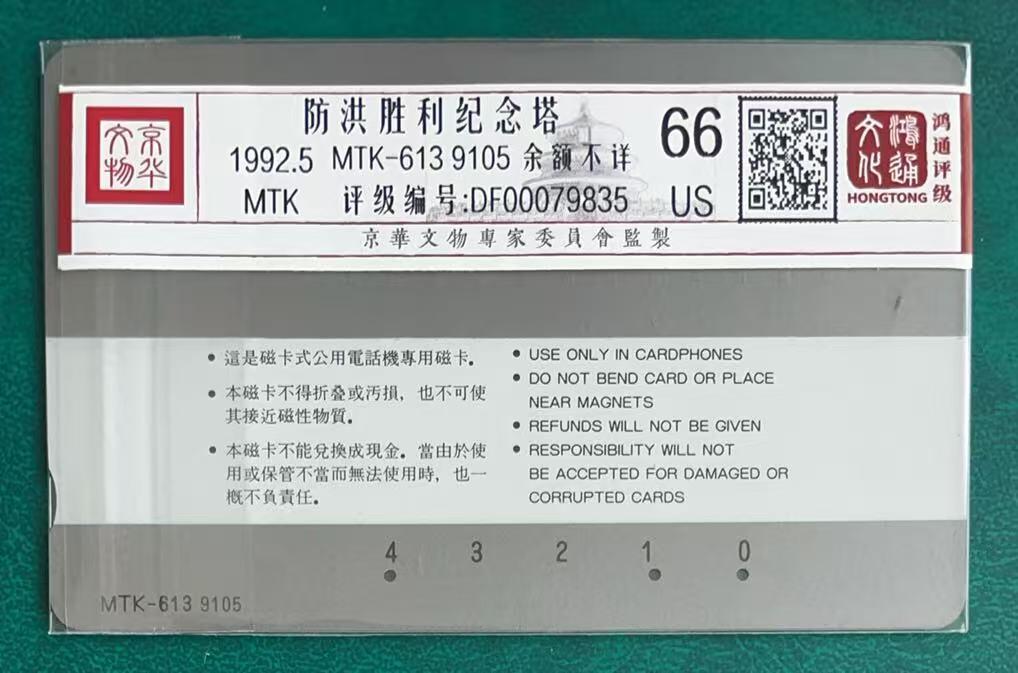 京华
文物
防洪胜利纪念塔
1992.5 MTK-613 9105 余额不详
MTK 评级编号:DF00079835
66
US
鸿通
文化
HONGTONG
鸿通评级
京華文物專家委員會監製
• 這是磁卡式公用電話機專用磁卡。
• 本磁卡不得折叠或汚損，也不可使
其接近磁性物質。
• 本磁卡不能兌換成現金。當由於使
用或保管不當而無法使用時，也一
概不負責任。
• USE ONLY IN CARDPHONES
• DO NOT BEND CARD OR PLACE
NEAR MAGNETS
• REFUNDS WILL NOT BE GIVEN
• RESPONSIBILITY WILL NOT
BE ACCEPTED FOR DAMAGED OR
CORRUPTED CARDS
4 3 2 1 0
MTK-613 9105